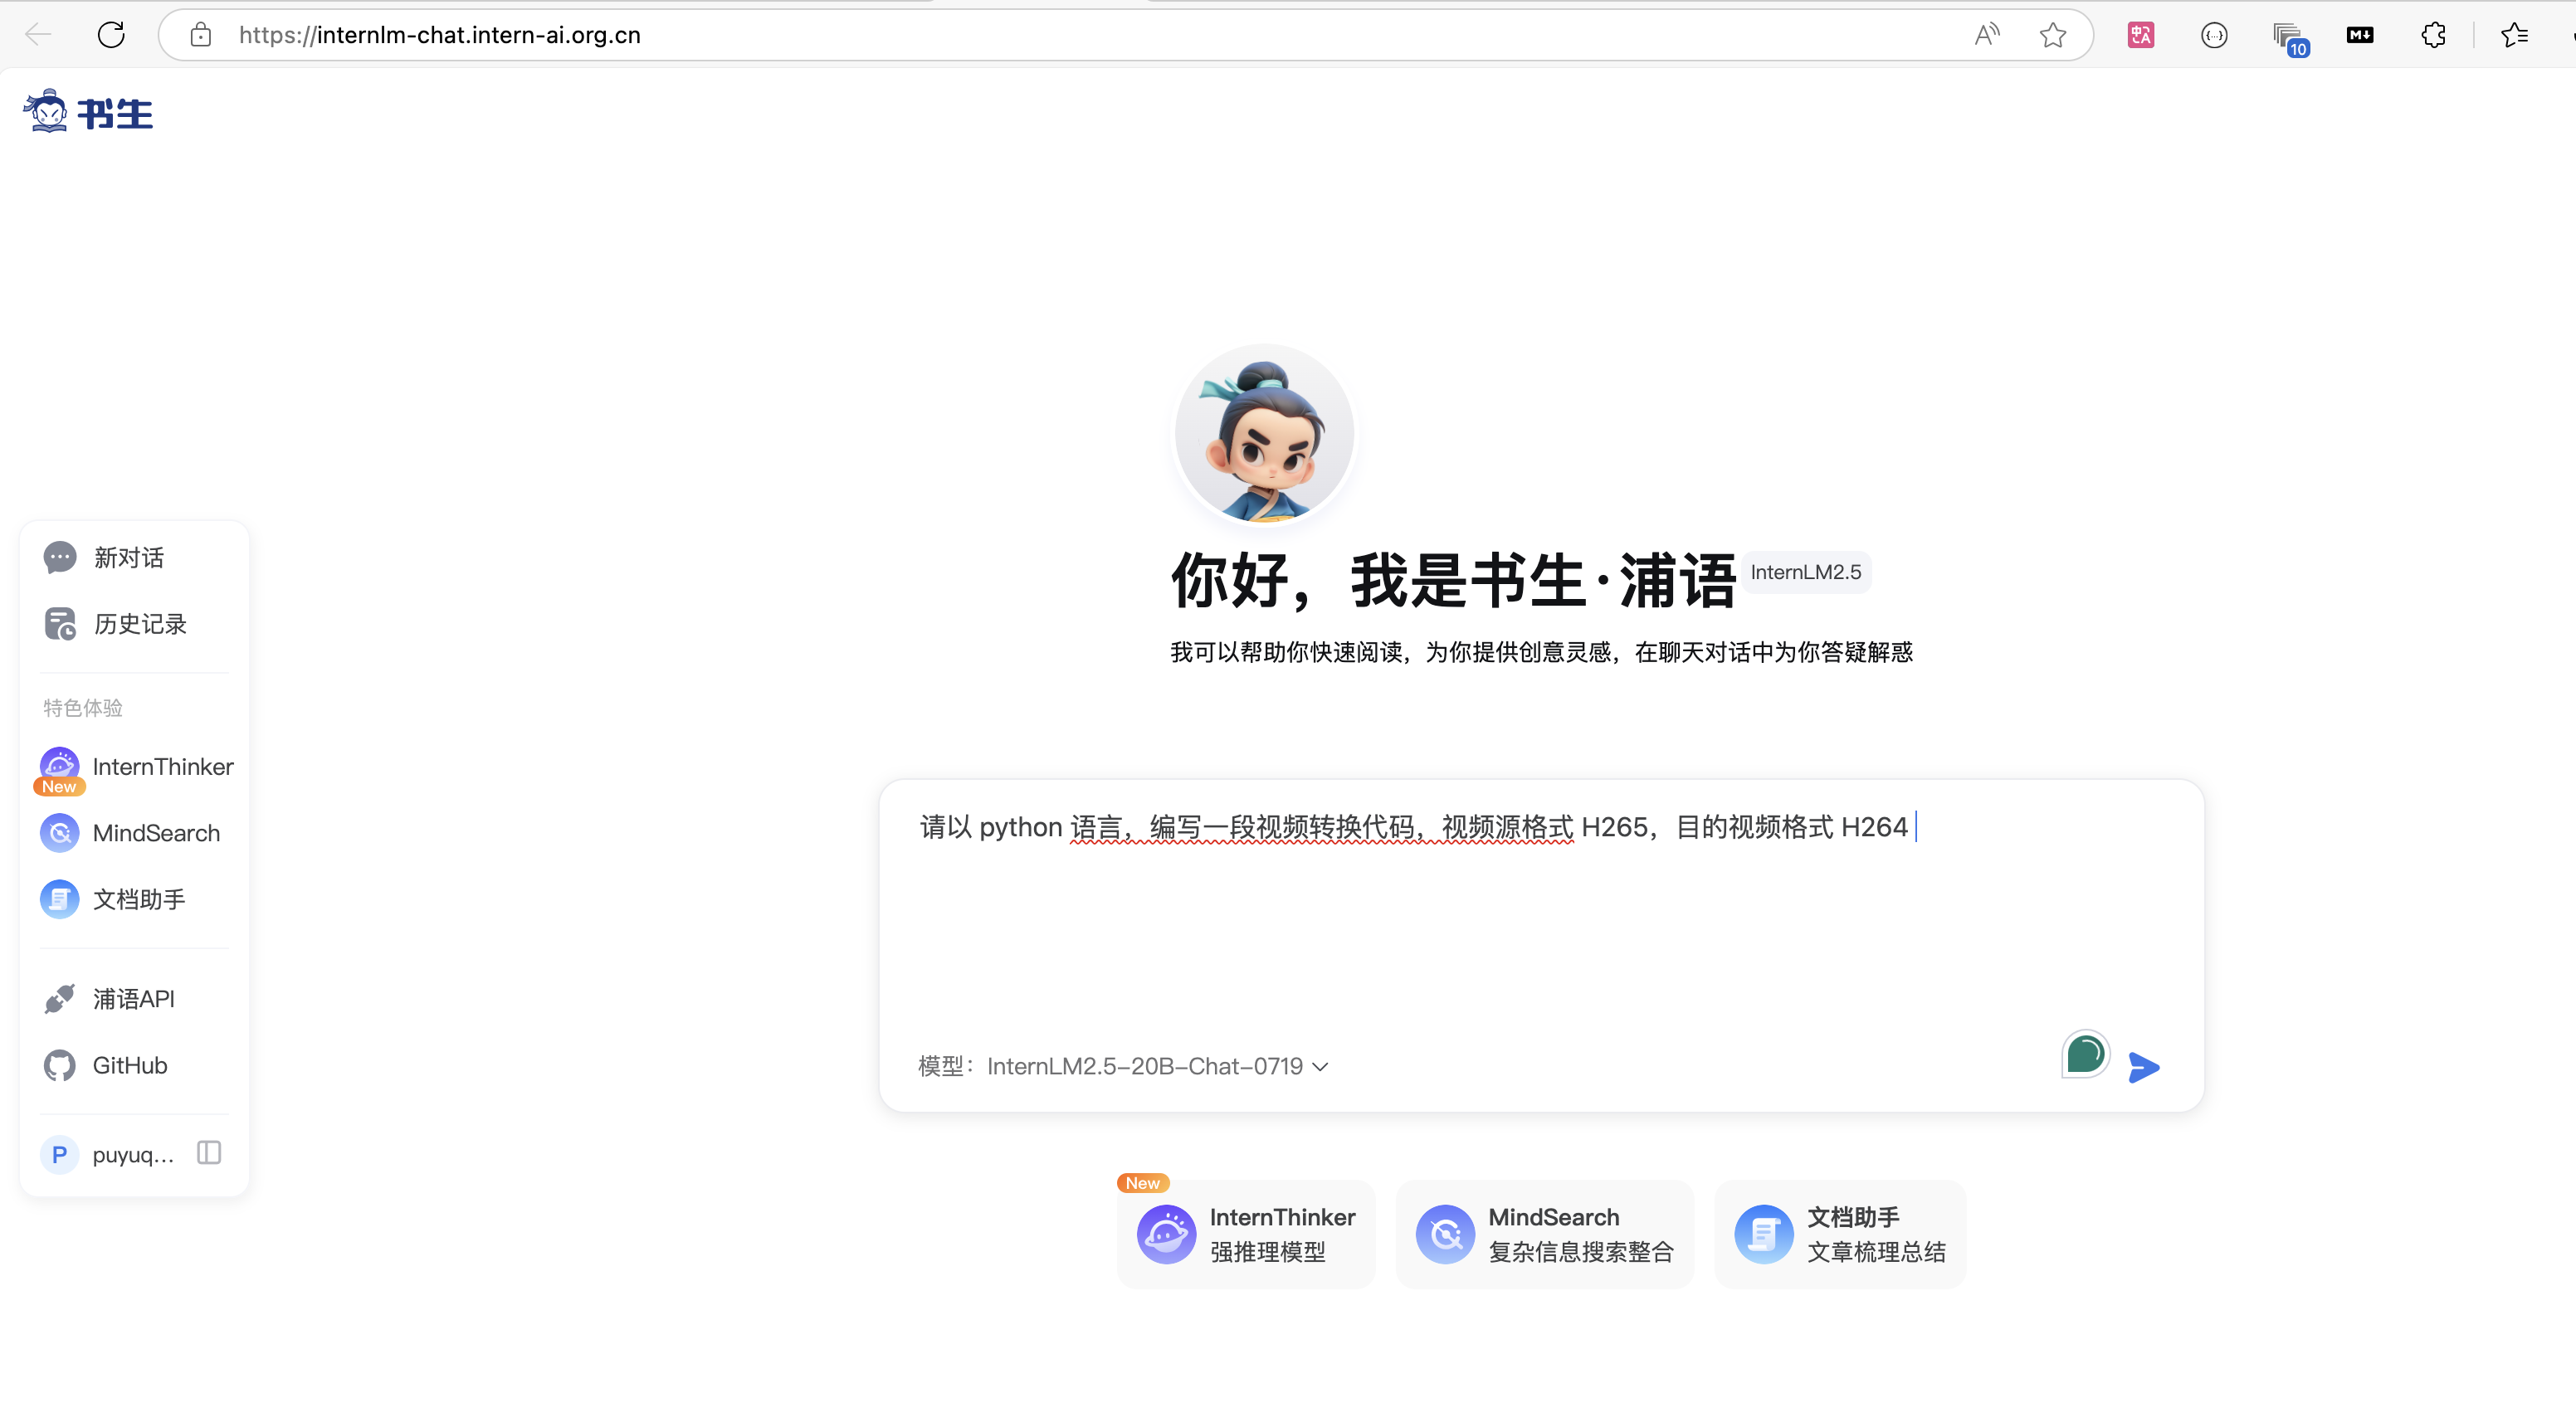 https://internlm-chat.intern-ai.org.cn
A
中 A
{...}
10
M
书生
你好，我是书生·浦语 InternLM2.5
我可以帮助你快速阅读，为你提供创意灵感，在聊天对话中为你答疑解惑
新对话
历史记录
特色体验
InternThinker
New
MindSearch
文档助手
浦语API
GitHub
P puyuq...
请以 python 语言，编写一段视频转换代码，视频源格式 H265，目的视频格式 H264
模型：InternLM2.5-20B-Chat-0719
New
InternThinker
强推理模型
MindSearch
复杂信息搜索整合
文档助手
文章梳理总结